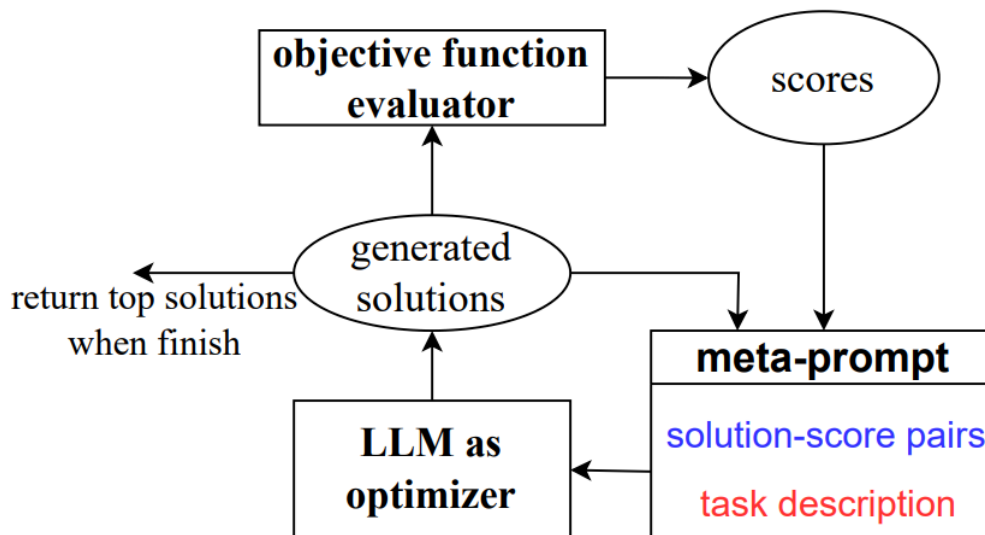 objective function
evaluator
scores
generated
solutions
return top solutions
when finish
meta-prompt
solution-score pairs
task description
LLM as
optimizer